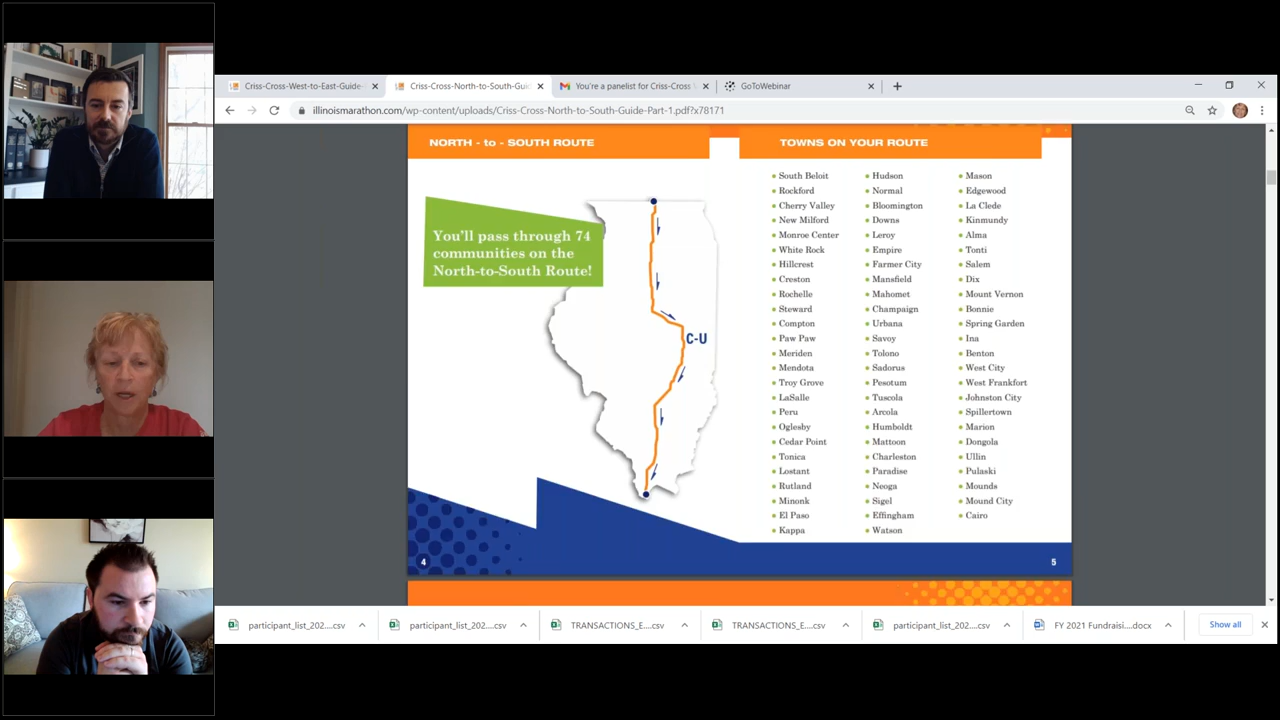 Criss-Cross-West-to-East-Guide-
Criss-Cross-North-to-South-Gui
You're a panelist for Criss-Cross
GoToWebinar
illinoismarathon.com/wp-content/uploads/Criss-Cross-North-to-South-Guide-Part-1.pdf?x78171
NORTH - to - SOUTH ROUTE
You'll pass through 74
communities on the
North-to-South Route!
C-U
4
TOWNS ON YOUR ROUTE
South Beloit
Rockford
Cherry Valley
New Milford
Monroe Center
White Rock
Hillcrest
Creston
Rochelle
Steward
Compton
Paw Paw
Meriden
Mendota
Troy Grove
LaSalle
Peru
Oglesby
Cedar Point
Tonica
Lostant
Rutland
Minonk
El Paso
Kappa
Hudson
Normal
Bloomington
Downs
Leroy
Empire
Farmer City
Mansfield
Mahomet
Champaign
Urbana
Savoy
Tolono
Sadorus
Pesotum
Tuscola
Arcola
Humboldt
Mattoon
Charleston
Paradise
Neoga
Sigel
Effingham
Watson
Mason
Edgewood
La Clede
Kinmundy
Alma
Tonti
Salem
Dix
Mount Vernon
Bonnie
Spring Garden
Ina
Benton
West City
West Frankfort
Johnston City
Spillertown
Marion
Dongola
Ullin
Pulaski
Mounds
Mound City
Cairo
5
participant_list_202....csv
participant_list_202....csv
TRANSACTIONS_E....csv
TRANSACTIONS_E....csv
participant_list_202....csv
FY 2021 Fundraisi....docx
Show all